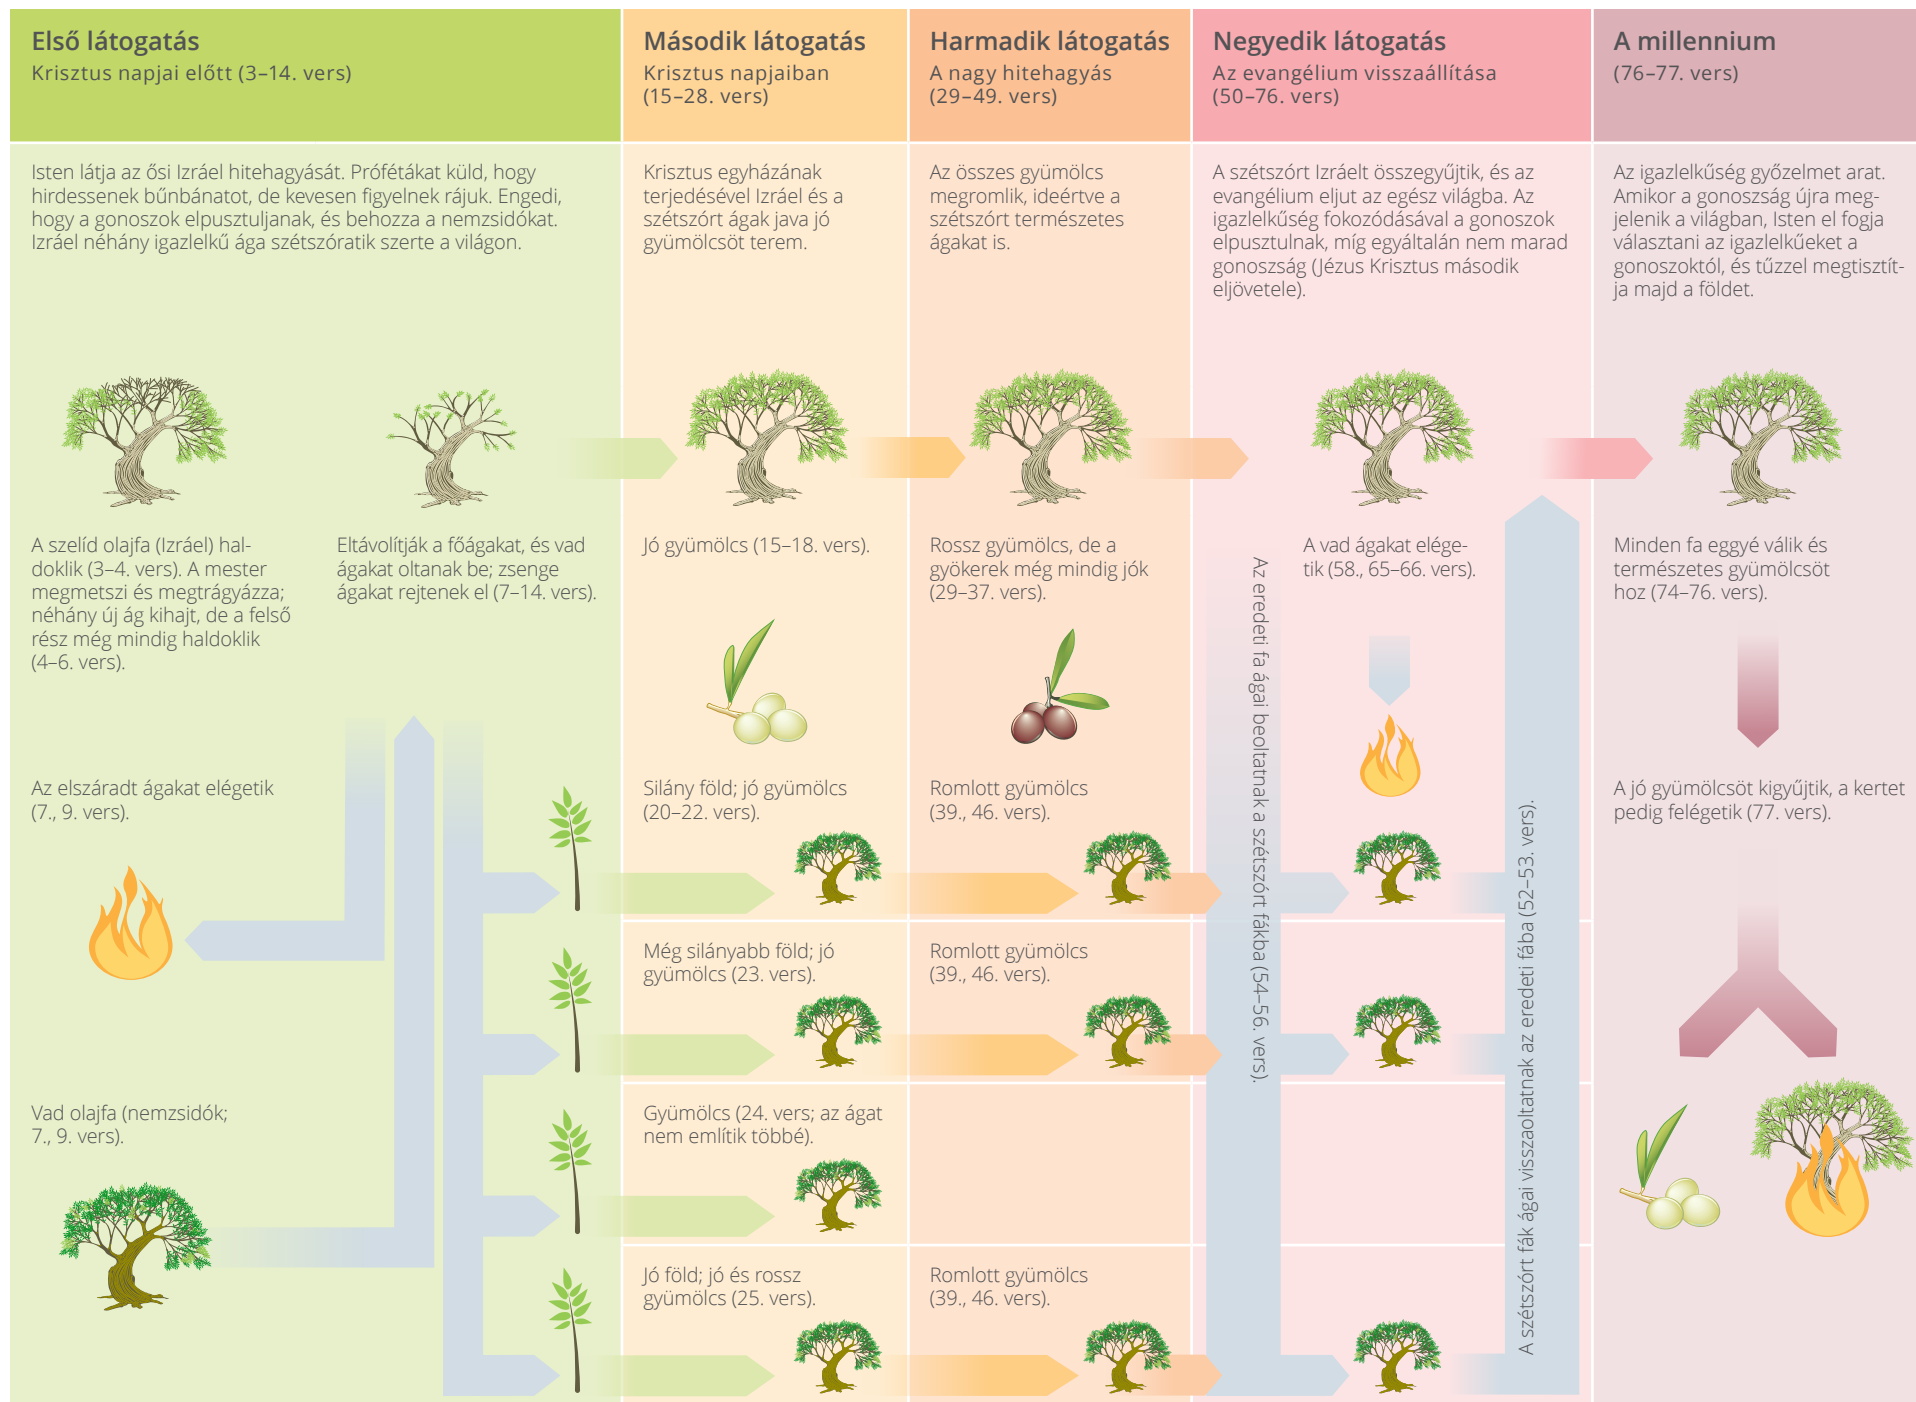 Első látogatás
Krisztus napjai előtt (3–14. vers)
Második látogatás
Krisztus napjaiban
(15–28. vers)
Harmadik látogatás
A nagy hitehagyás
(29–49. vers)
Negyedik látogatás
Az evangélium visszaállítása
(50–76. vers)
A millennium
(76–77. vers)
Isten látja az ősi Izráel hitehagyását. Prófétákat küld, hogy
hirdessenek bűnbánatot, de kevesen figyelnek rájuk. Engedi,
hogy a gonoszok elpusztuljanak, és behozza a nemzsidókat.
Izráel néhány igazlelkű ága szétszóratik szerte a világon.
Krisztus egyházának
terjedésével Izráel és a
szétszórt ágak java jó
gyümölcsöt terem.
Az összes gyümölcs
megromlik, ideértve a
szétszórt természetes
ágakat is.
A szétszórt Izráelt összegyűjtik, és az
evangélium eljut az egész világba. Az
igazlelkűség fokozódásával a gonoszok
elpusztulnak, míg egyáltalán nem marad
gonoszság (Jézus Krisztus második
eljövetele).
Az igazlelkűség győzelmet arat.
Amikor a gonoszság újra meg-
jelenik a világban, Isten el fogja
választani az igazlelkűeket a
gonoszoktól, és tűzzel megtisztít-
ja majd a földet.
A szelíd olajfa (Izráel) hal-
doklik (3–4. vers). A mester
megmetszi és megtrágyázza;
néhány új ág kihajt, de a felső
rész még mindig haldoklik
(4–6. vers).
Eltávolítják a főágakat, és vad
ágakat oltanak be; zsenge
ágakat rejtenek el (7–14. vers).
Jó gyümölcs (15–18. vers).
Rossz gyümölcs, de a
gyökerek még mindig jók
(29–37. vers).
Az eredeti fa ágai beoltatnak a szétszórt fákba (54–56. vers).
A vad ágakat elége-
tik (58., 65–66. vers).
A szétszórt fák ágai visszaoltatnak az eredeti fába (52–53. vers).
Minden fa eggyé válik és
természetes gyümölcsöt
hoz (74–76. vers).
Az elszáradt ágakat elégetik
(7., 9. vers).
Silány föld; jó gyümölcs
(20–22. vers).
Romlott gyümölcs
(39., 46. vers).
A jó gyümölcsöt kigyűjtik, a kertet
pedig felégetik (77. vers).
Még silányabb föld; jó
gyümölcs (23. vers).
Romlott gyümölcs
(39., 46. vers).
Vad olajfa (nemzsidók;
7., 9. vers).
Gyümölcs (24. vers; az ágat
nem említik többé).
Jó föld; jó és rossz
gyümölcs (25. vers).
Romlott gyümölcs
(39., 46. vers).